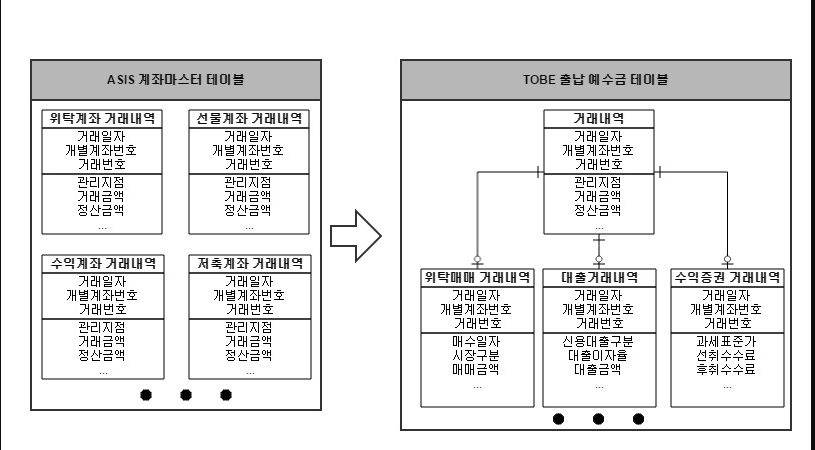 ASIS 계좌마스터 테이블
위탁계좌 거래내역
거래일자
개별계좌번호
거래번호
관리지점
거래금액
정산금액
...
선물계좌 거래내역
거래일자
개별계좌번호
거래번호
관리지점
거래금액
정산금액
...
수익계좌 거래내역
거래일자
개별계좌번호
거래번호
관리지점
거래금액
정산금액
...
저축계좌 거래내역
거래일자
개별계좌번호
거래번호
관리지점
거래금액
정산금액
...
TOBE 출납 예수금 테이블
거래내역
거래일자
개별계좌번호
거래번호
관리지점
거래금액
정산금액
...
위탁매매 거래내역
거래일자
개별계좌번호
거래번호
매수일자
시장구분
매매금액
...
대출거래내역
거래일자
개별계좌번호
거래번호
신용대출구분
대출이자율
대출금액
...
수익증권 거래내역
거래일자
개별계좌번호
거래번호
과세표준가
선취수수료
후취수수료
...